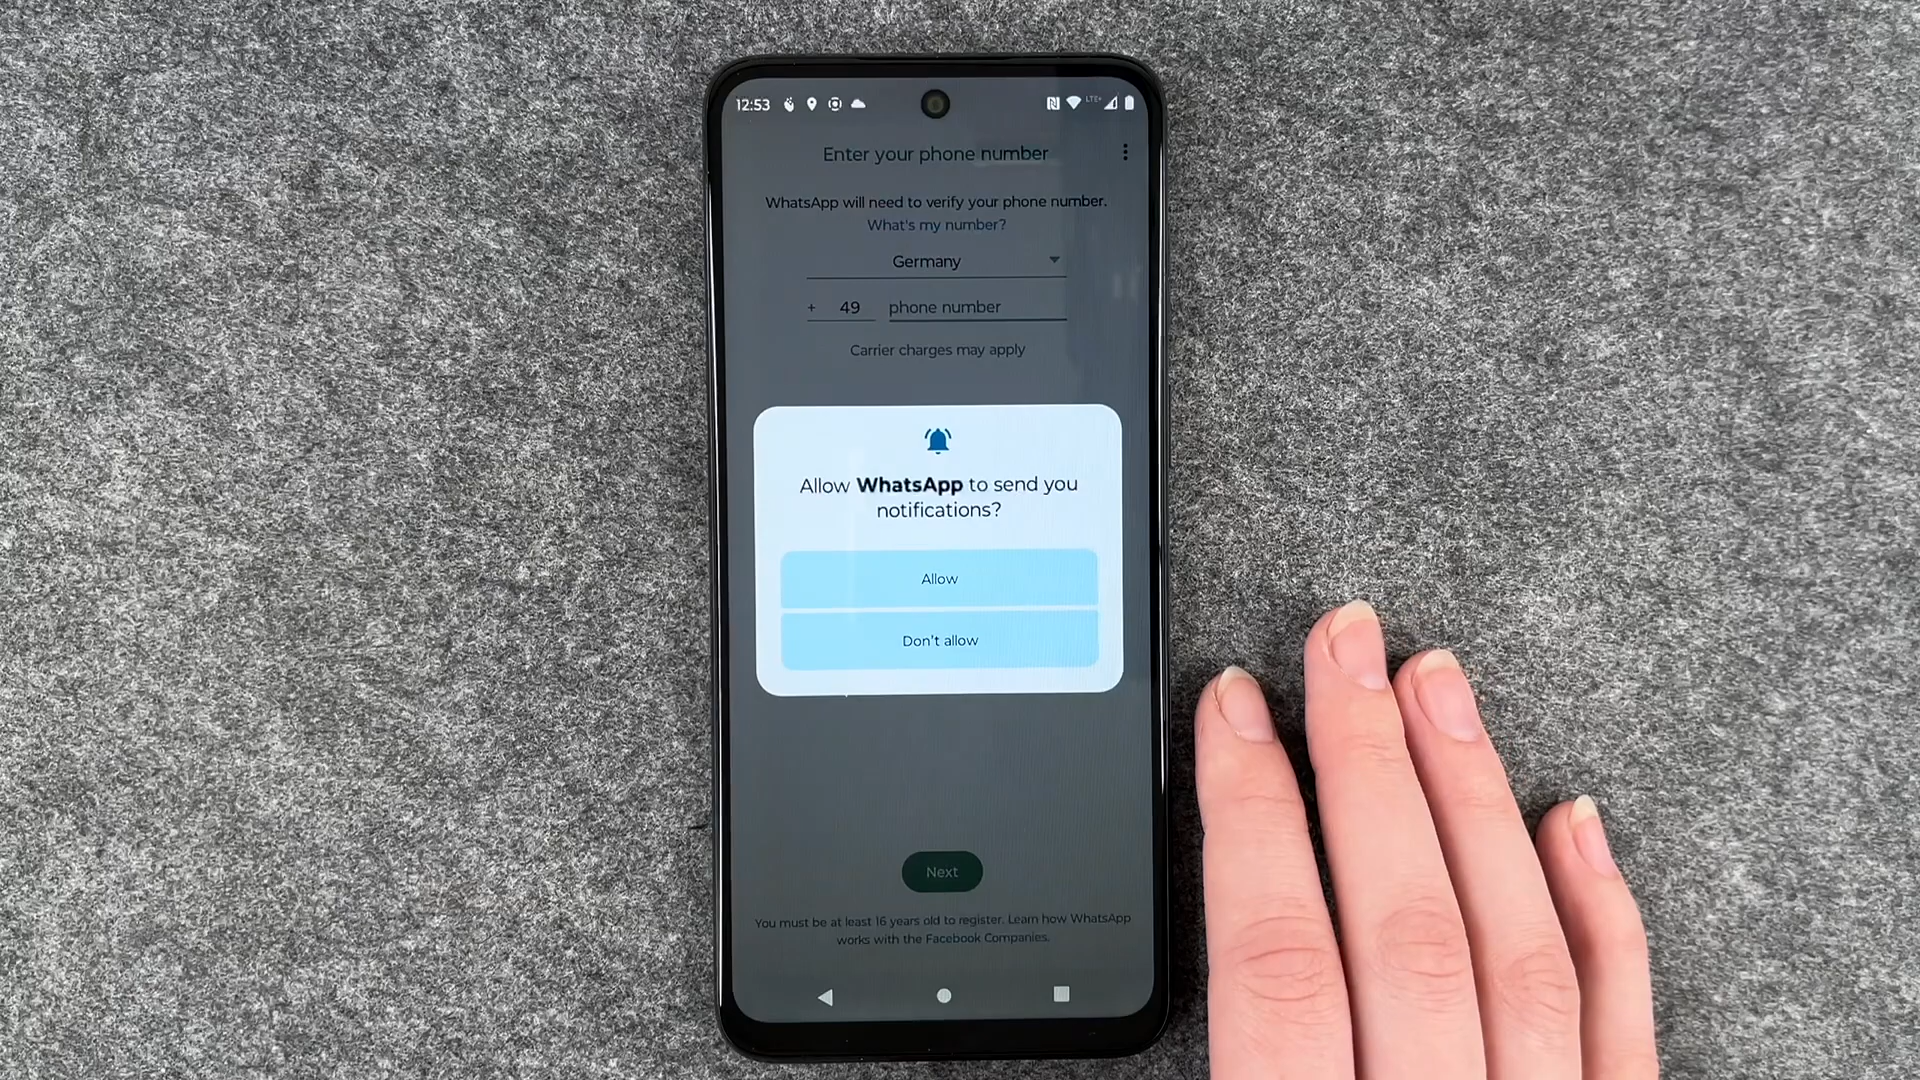 12:53
LTE+
Enter your phone number
WhatsApp will need to verify your phone number.
What's my number?
Germany
+ 49 phone number
Carrier charges may apply
Allow WhatsApp to send you
notifications?
Allow
Don't allow
Next
You must be at least 16 years old to register. Learn how WhatsApp
works with the Facebook Companies.